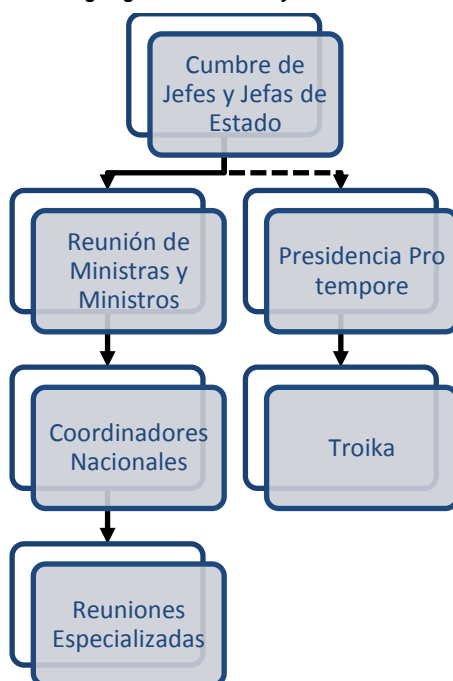 Cumbre de
Jefes y Jefas de
Estado
Reunión de
Ministras y
Ministros
Presidencia Pro
tempore
Coordinadores
Nacionales
Troika
Reuniones
Especializadas